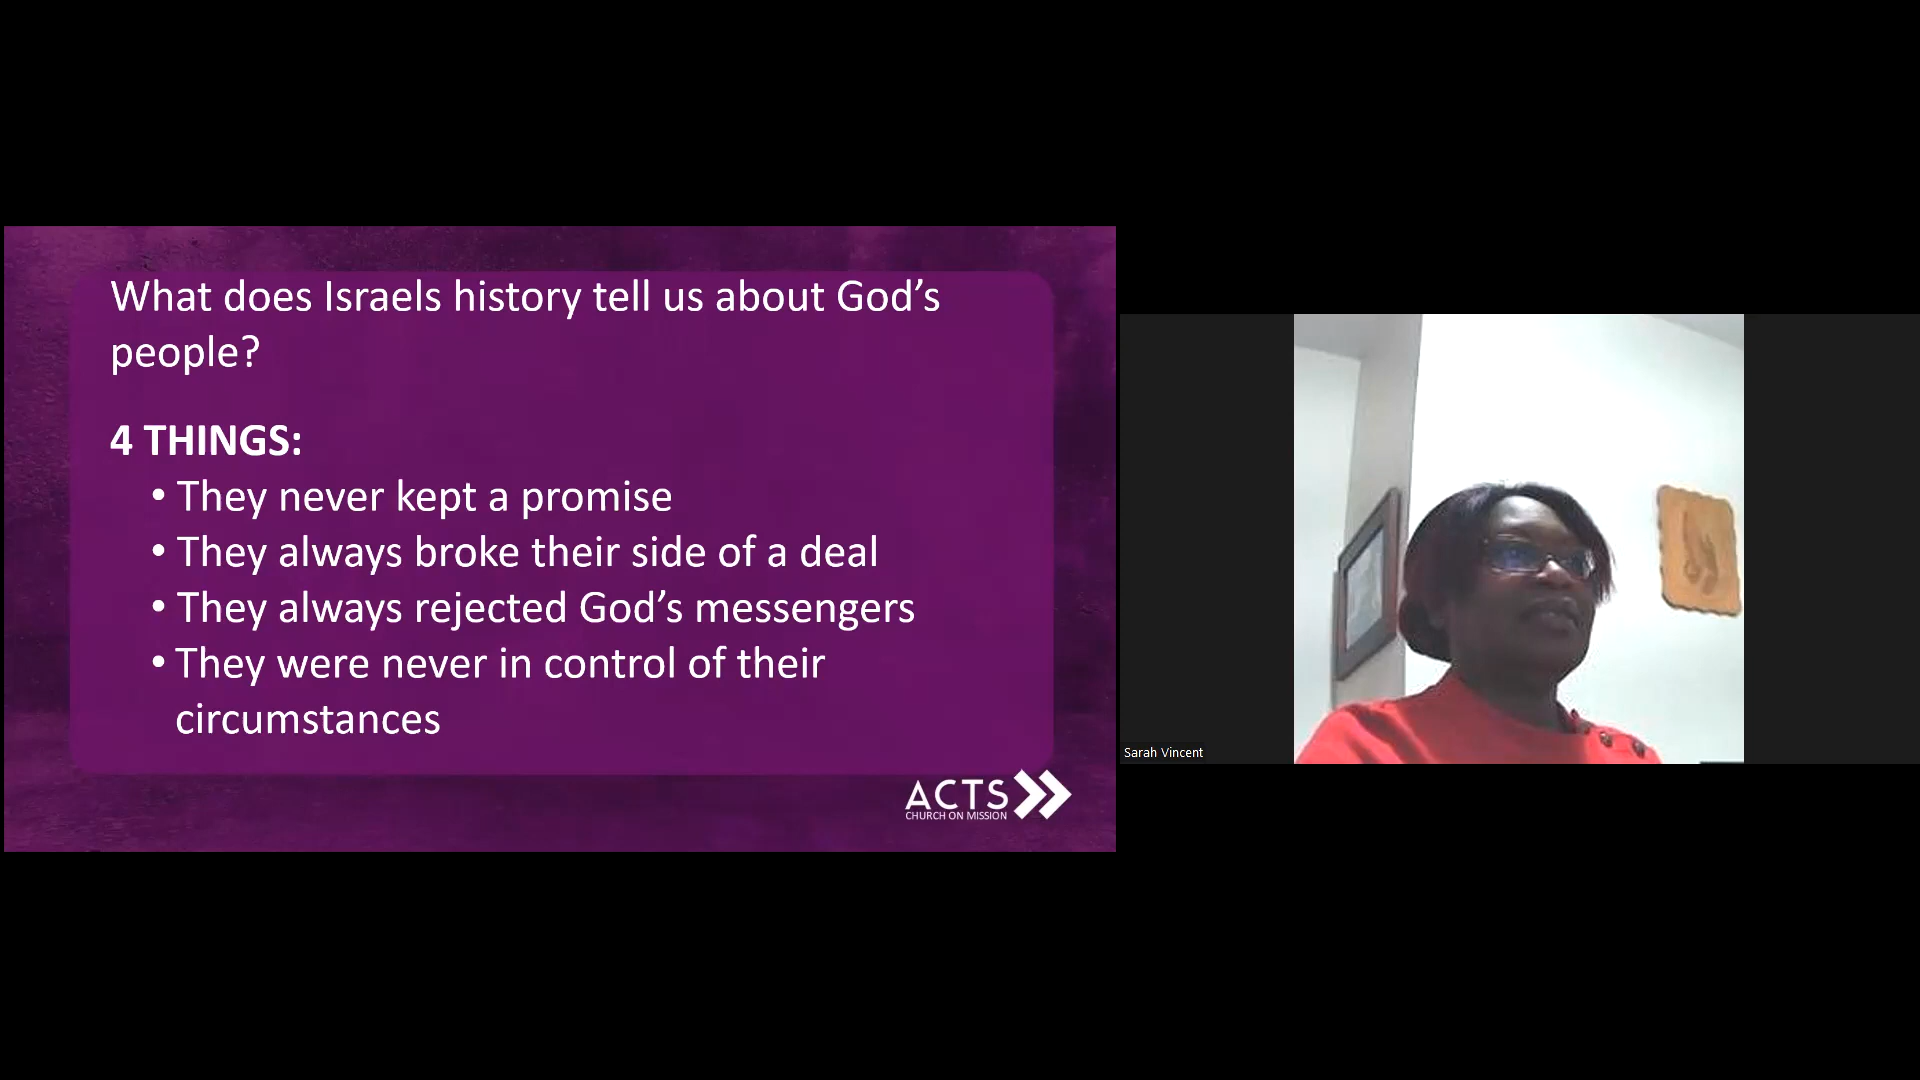 What does Israels history tell us about God’s
people?
4 THINGS:
• They never kept a promise
• They always broke their side of a deal
• They always rejected God’s messengers
• They were never in control of their
circumstances
ACTS
CHURCH ON MISSION
Sarah Vincent